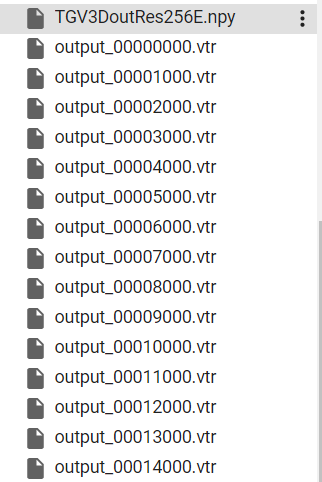 TGV3DoutRes256E.npy
output_00000000.vtr
output_00001000.vtr
output_00002000.vtr
output_00003000.vtr
output_00004000.vtr
output_00005000.vtr
output_00006000.vtr
output_00007000.vtr
output_00008000.vtr
output_00009000.vtr
output_00010000.vtr
output_00011000.vtr
output_00012000.vtr
output_00013000.vtr
output_00014000.vtr